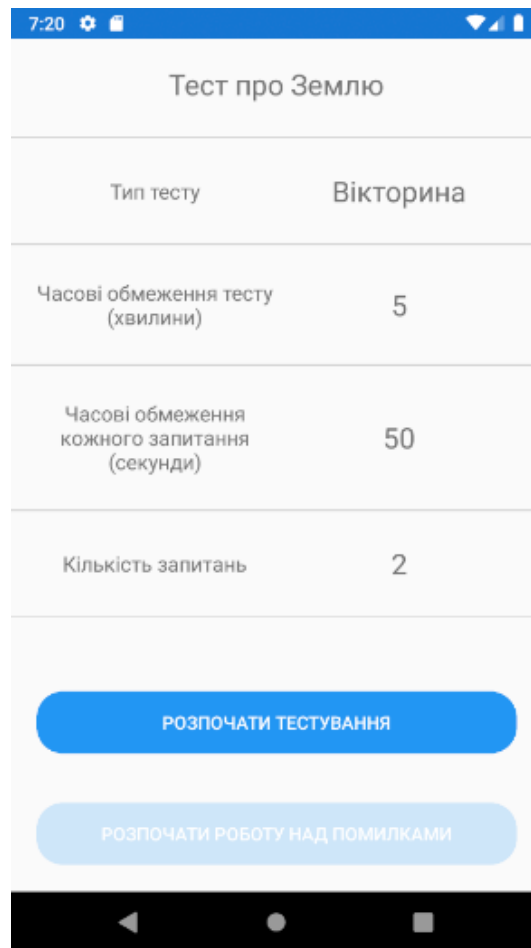 7:20
Тест про Землю
Тип тесту
Вікторина
Часові обмеження тесту
(хвилини)
5
Часові обмеження
кожного запитання
(секунди)
50
Кількість запитань
2
РОЗПОЧАТИ ТЕСТУВАННЯ
РОЗПОЧАТИ РОБОТУ НАД ПОМИЛКАМИ